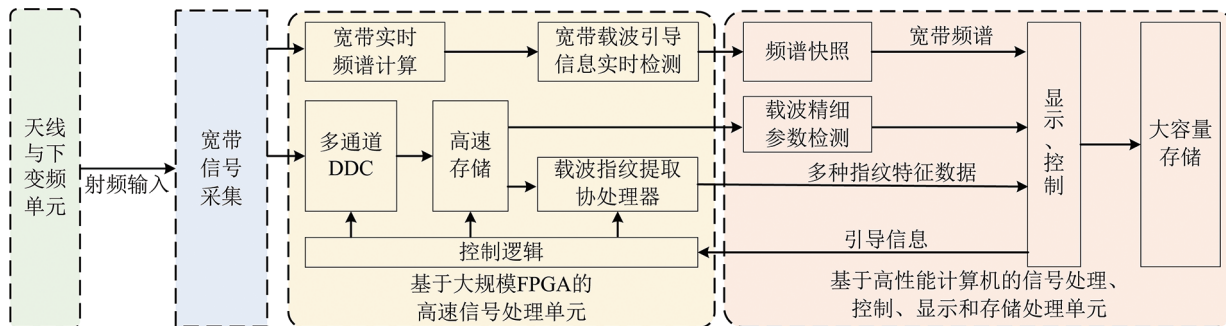 天线
与下
变频
单元
射频输入
宽带
信号
采集
宽带实时
频谱计算
宽带载波引导
信息实时检测
多通道
DDC
高速
存储
载波指纹提取
协处理器
控制逻辑
基于大规模FPGA的
高速信号处理单元
频谱快照
宽带频谱
载波精细
参数检测
多种指纹特征数据
引导信息
显示、控制
大容量
存储
基于高性能计算机的信号处理、
控制、显示和存储处理单元